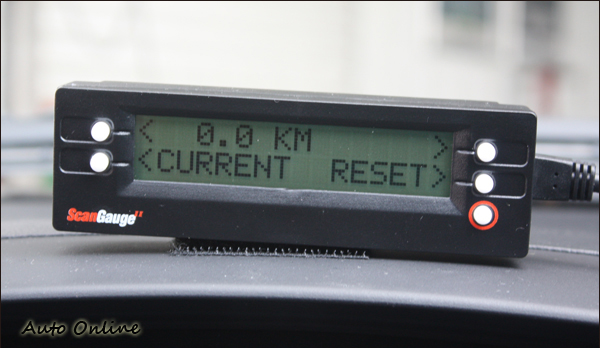 < 0.0 KM >
<CURRENT RESET>
ScanGauge II
Auto Online